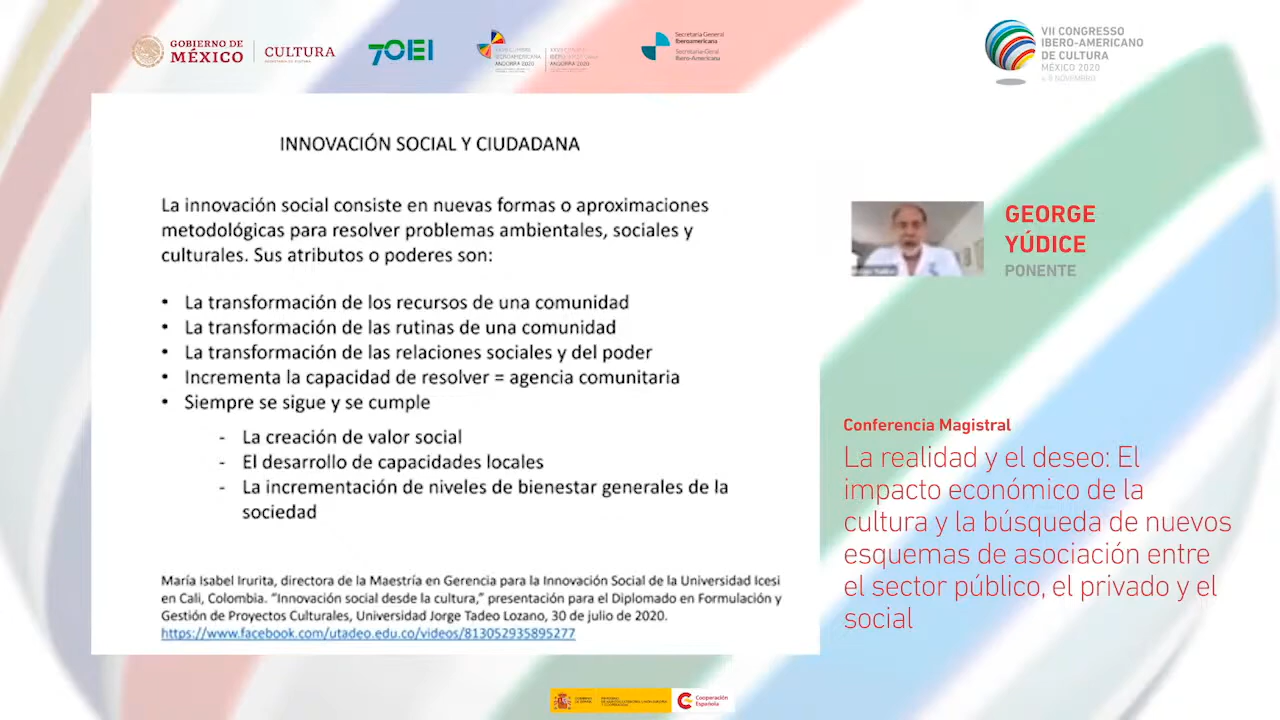 GOBIERNO DE
MÉXICO
CULTURA
SECRETARÍA DE CULTURA
7OEI
ANDORRA 2020
ANDORRA 2020
Secretaría General
Iberoamericana
Secretaria-Geral
Ibero-Americana
VII CONGRESSO
IBERO-AMERICANO
DE CULTURA
MÉXICO 2020
INNOVACIÓN SOCIAL Y CIUDADANA
La innovación social consiste en nuevas formas o aproximaciones
metodológicas para resolver problemas ambientales, sociales y
culturales. Sus atributos o poderes son:
• La transformación de los recursos de una comunidad
• La transformación de las rutinas de una comunidad
• La transformación de las relaciones sociales y del poder
• Incrementa la capacidad de resolver = agencia comunitaria
• Siempre se sigue y se cumple
- La creación de valor social
- El desarrollo de capacidades locales
- La incrementación de niveles de bienestar generales de la
sociedad
María Isabel Irurita, directora de la Maestría en Gerencia para la Innovación Social de la Universidad Icesi
en Cali, Colombia. “Innovación social desde la cultura,” presentación para el Diplomado en Formulación y
Gestión de Proyectos Culturales, Universidad Jorge Tadeo Lozano, 30 de julio de 2020.
https://www.facebook.com/utadeo.edu.co/videos/813052935895277
GEORGE
YÚDICE
PONENTE
Conferencia Magistral
La realidad y el deseo: El
impacto económico de la
cultura y la búsqueda de nuevos
esquemas de asociación entre
el sector público, el privado y el
social
Cooperación
Española